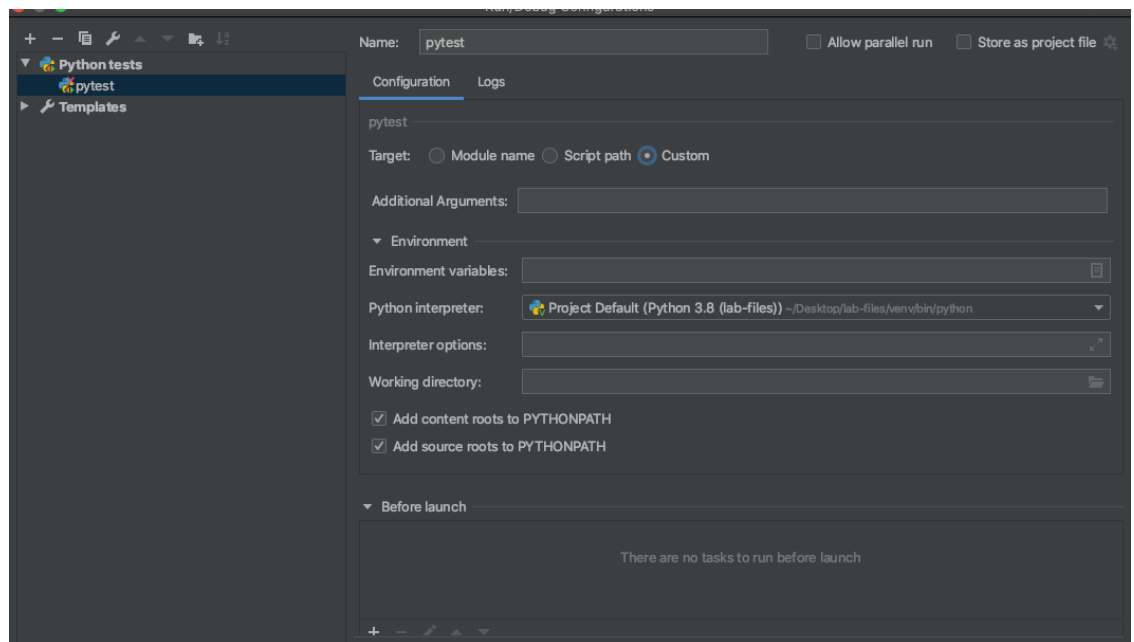 Run/Debug Configurations
Name: pytest Allow parallel run Store as project file
Python tests
pytest
Templates
Configuration Logs
pytest
Target: Module name Script path Custom
Additional Arguments:
Environment
Environment variables:
Python interpreter: Project Default (Python 3.8 (lab-files)) ~/Desktop/lab-files/venv/bin/python
Interpreter options:
Working directory:
Add content roots to PYTHONPATH
Add source roots to PYTHONPATH
Before launch
There are no tasks to run before launch